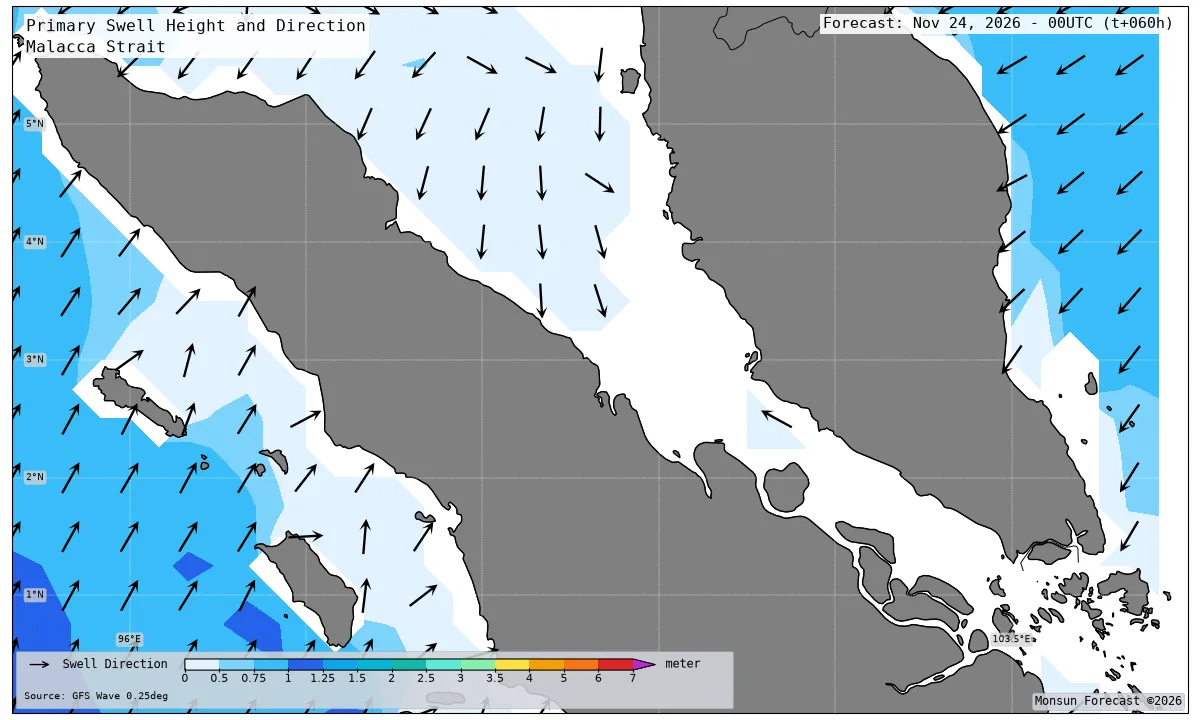 Primary Swell Height and Direction
Malacca Strait
Forecast: Nov 24, 2026 - 00UTC (t+060h)
5°N
4°N
3°N
2°N
1°N
96°E
103.5°E
Swell Direction
0 0.5 0.75 1 1.25 1.5 2 2.5 3 3.5 4 5 6 7
meter
Source: GFS Wave 0.25deg
Monsun Forecast ©2026